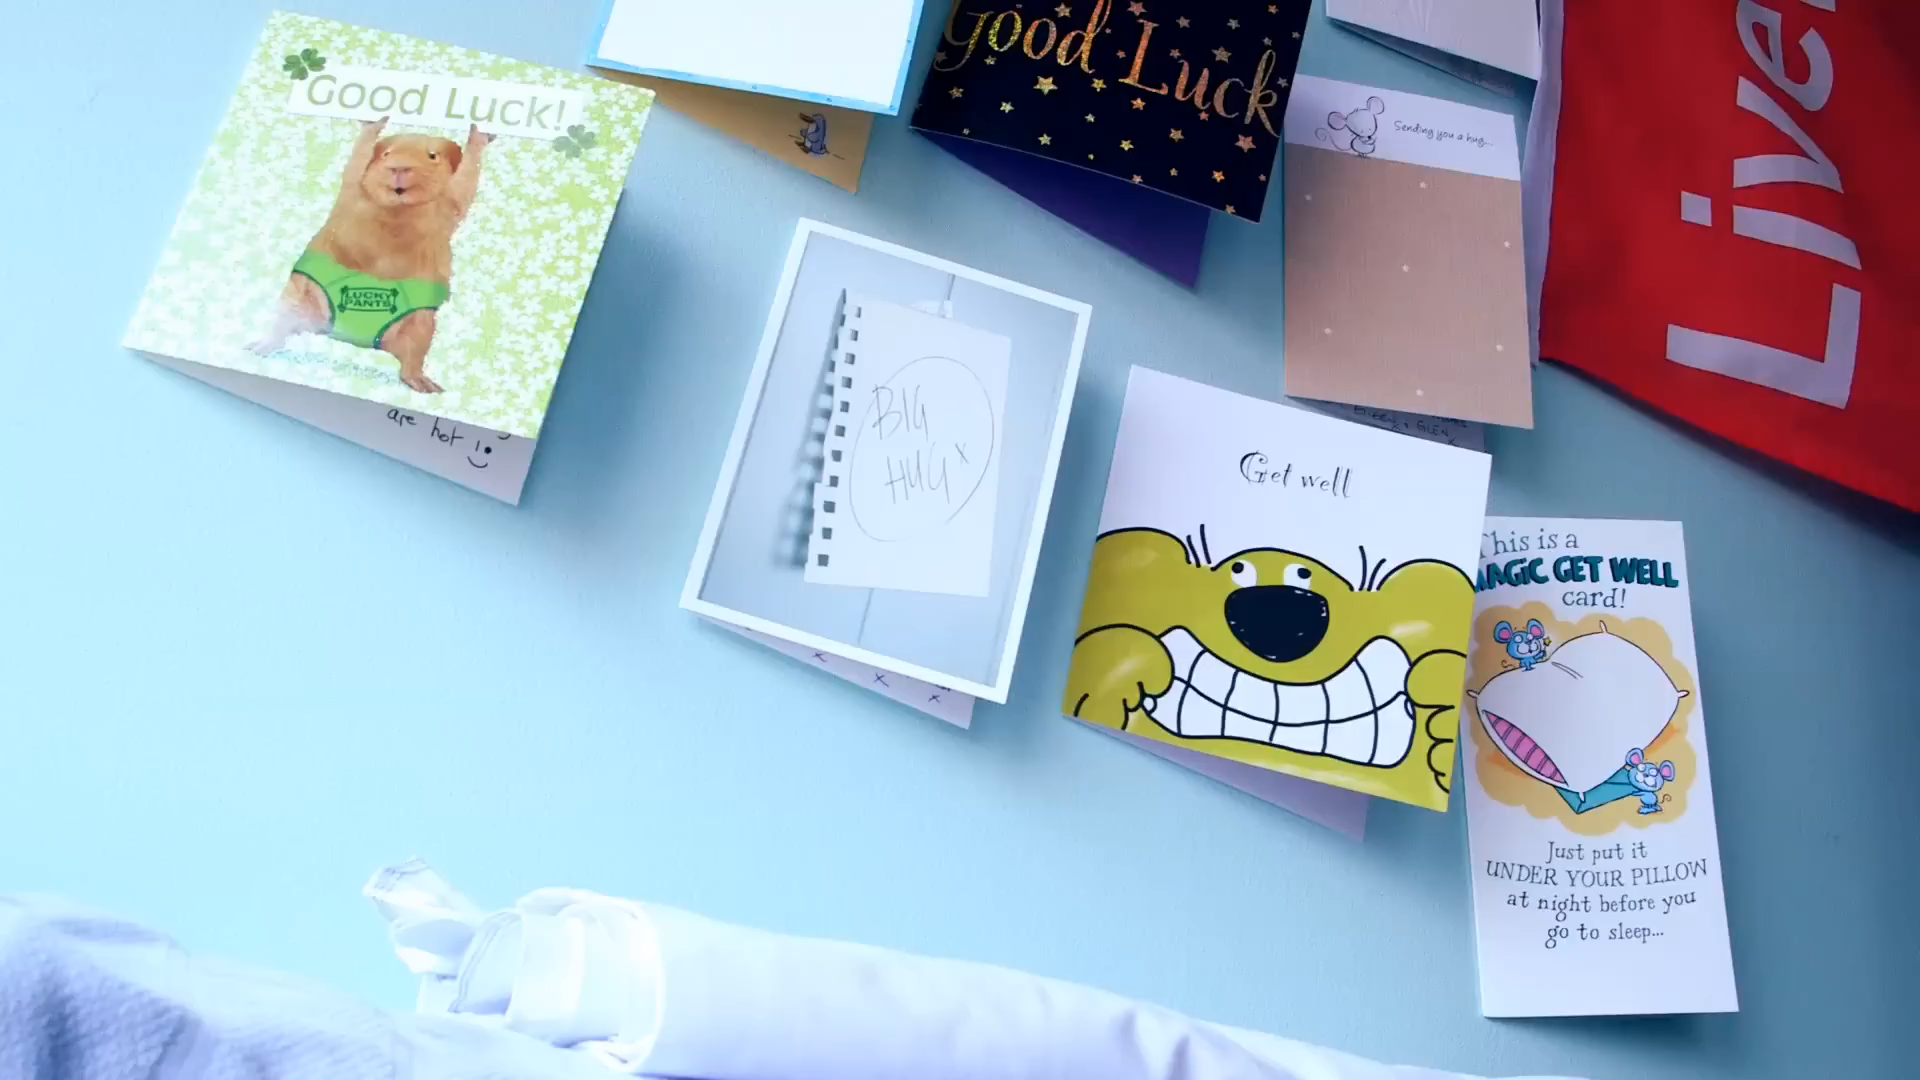 Good Luck!
LUCKY
PANTS
are hot !
Good Luck
Sending you a hug...
Live
BIG
HUG x
x
x
x
& GLEN
x
Get well
This is a
MAGIC GET WELL
card!
Just put it
UNDER YOUR PILLOW
at night before you
go to sleep...